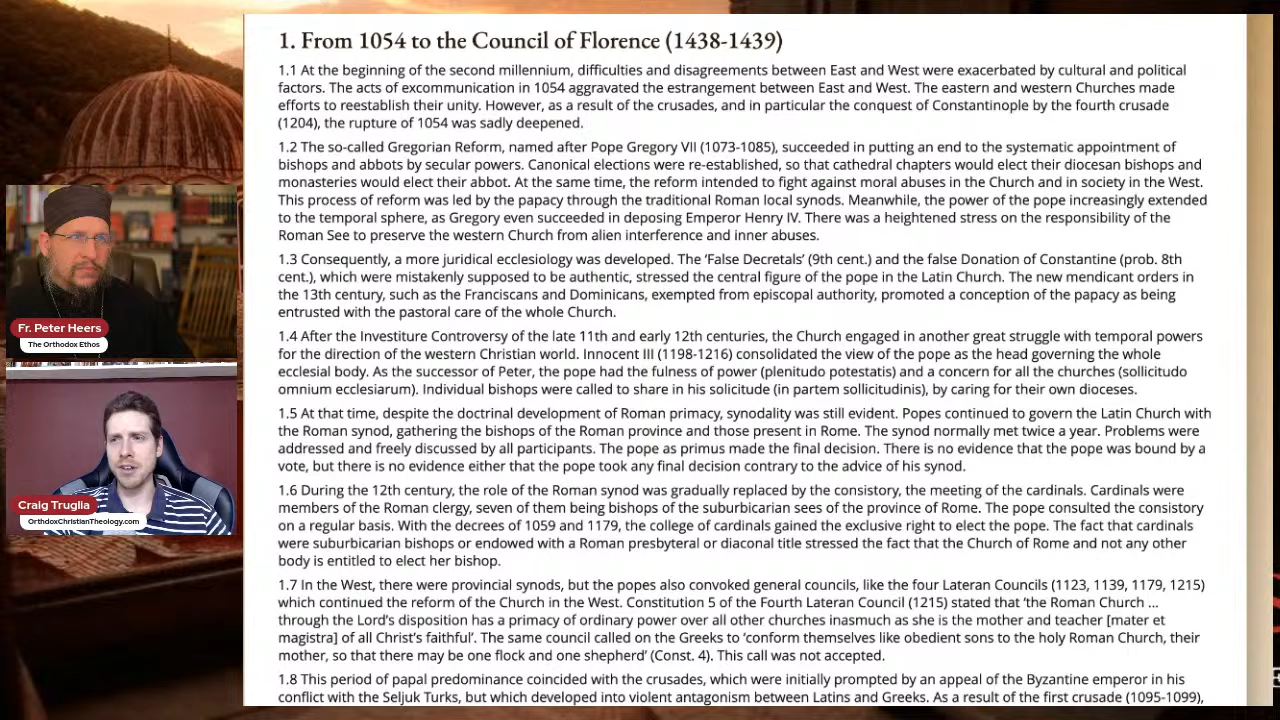 1. From 1054 to the Council of Florence (1438-1439)
1.1 At the beginning of the second millennium, difficulties and disagreements between East and West were exacerbated by cultural and political
factors. The acts of excommunication in 1054 aggravated the estrangement between East and West. The eastern and western Churches made
efforts to reestablish their unity. However, as a result of the crusades, and in particular the conquest of Constantinople by the fourth crusade
(1204), the rupture of 1054 was sadly deepened.
1.2 The so-called Gregorian Reform, named after Pope Gregory VII (1073-1085), succeeded in putting an end to the systematic appointment of
bishops and abbots by secular powers. Canonical elections were re-established, so that cathedral chapters would elect their diocesan bishops and
monasteries would elect their abbot. At the same time, the reform intended to fight against moral abuses in the Church and in society in the West.
This process of reform was led by the papacy through the traditional Roman local synods. Meanwhile, the power of the pope increasingly extended
to the temporal sphere, as Gregory even succeeded in deposing Emperor Henry IV. There was a heightened stress on the responsibility of the
Roman See to preserve the western Church from alien interference and inner abuses.
1.3 Consequently, a more juridical ecclesiology was developed. The ‘False Decretals’ (9th cent.) and the false Donation of Constantine (prob. 8th
cent.), which were mistakenly supposed to be authentic, stressed the central figure of the pope in the Latin Church. The new mendicant orders in
the 13th century, such as the Franciscans and Dominicans, exempted from episcopal authority, promoted a conception of the papacy as being
entrusted with the pastoral care of the whole Church.
1.4 After the Investiture Controversy of the late 11th and early 12th centuries, the Church engaged in another great struggle with temporal powers
for the direction of the western Christian world. Innocent III (1198-1216) consolidated the view of the pope as the head governing the whole
ecclesial body. As the successor of Peter, the pope had the fulness of power (plenitudo potestatis) and a concern for all the churches (sollicitudo
omnium ecclesiarum). Individual bishops were called to share in his solicitude (in partem sollicitudinis), by caring for their own dioceses.
1.5 At that time, despite the doctrinal development of Roman primacy, synodality was still evident. Popes continued to govern the Latin Church with
the Roman synod, gathering the bishops of the Roman province and those present in Rome. The synod normally met twice a year. Problems were
addressed and freely discussed by all participants. The pope as primus made the final decision. There is no evidence that the pope was bound by a
vote, but there is no evidence either that the pope took any final decision contrary to the advice of his synod.
1.6 During the 12th century, the role of the Roman synod was gradually replaced by the consistory, the meeting of the cardinals. Cardinals were
members of the Roman clergy, seven of them being bishops of the suburbicarian sees of the province of Rome. The pope consulted the consistory
on a regular basis. With the decrees of 1059 and 1179, the college of cardinals gained the exclusive right to elect the pope. The fact that cardinals
were suburbicarian bishops or endowed with a Roman presbyteral or diaconal title stressed the fact that the Church of Rome and not any other
body is entitled to elect her bishop.
1.7 In the West, there were provincial synods, but the popes also convoked general councils, like the four Lateran Councils (1123, 1139, 1179, 1215)
which continued the reform of the Church in the West. Constitution 5 of the Fourth Lateran Council (1215) stated that ‘the Roman Church …
through the Lord’s disposition has a primacy of ordinary power over all other churches inasmuch as she is the mother and teacher [mater et
magistra] of all Christ’s faithful’. The same council called on the Greeks to ‘conform themselves like obedient sons to the holy Roman Church, their
mother, so that there may be one flock and one shepherd’ (Const. 4). This call was not accepted.
1.8 This period of papal predominance coincided with the crusades, which were initially prompted by an appeal of the Byzantine emperor in his
conflict with the Seljuk Turks, but which developed into violent antagonism between Latins and Greeks. As a result of the first crusade (1095-1099),
Fr. Peter Heers
The Orthodox Ethos
Craig Truglia
OrthodoxChristianTheology.com